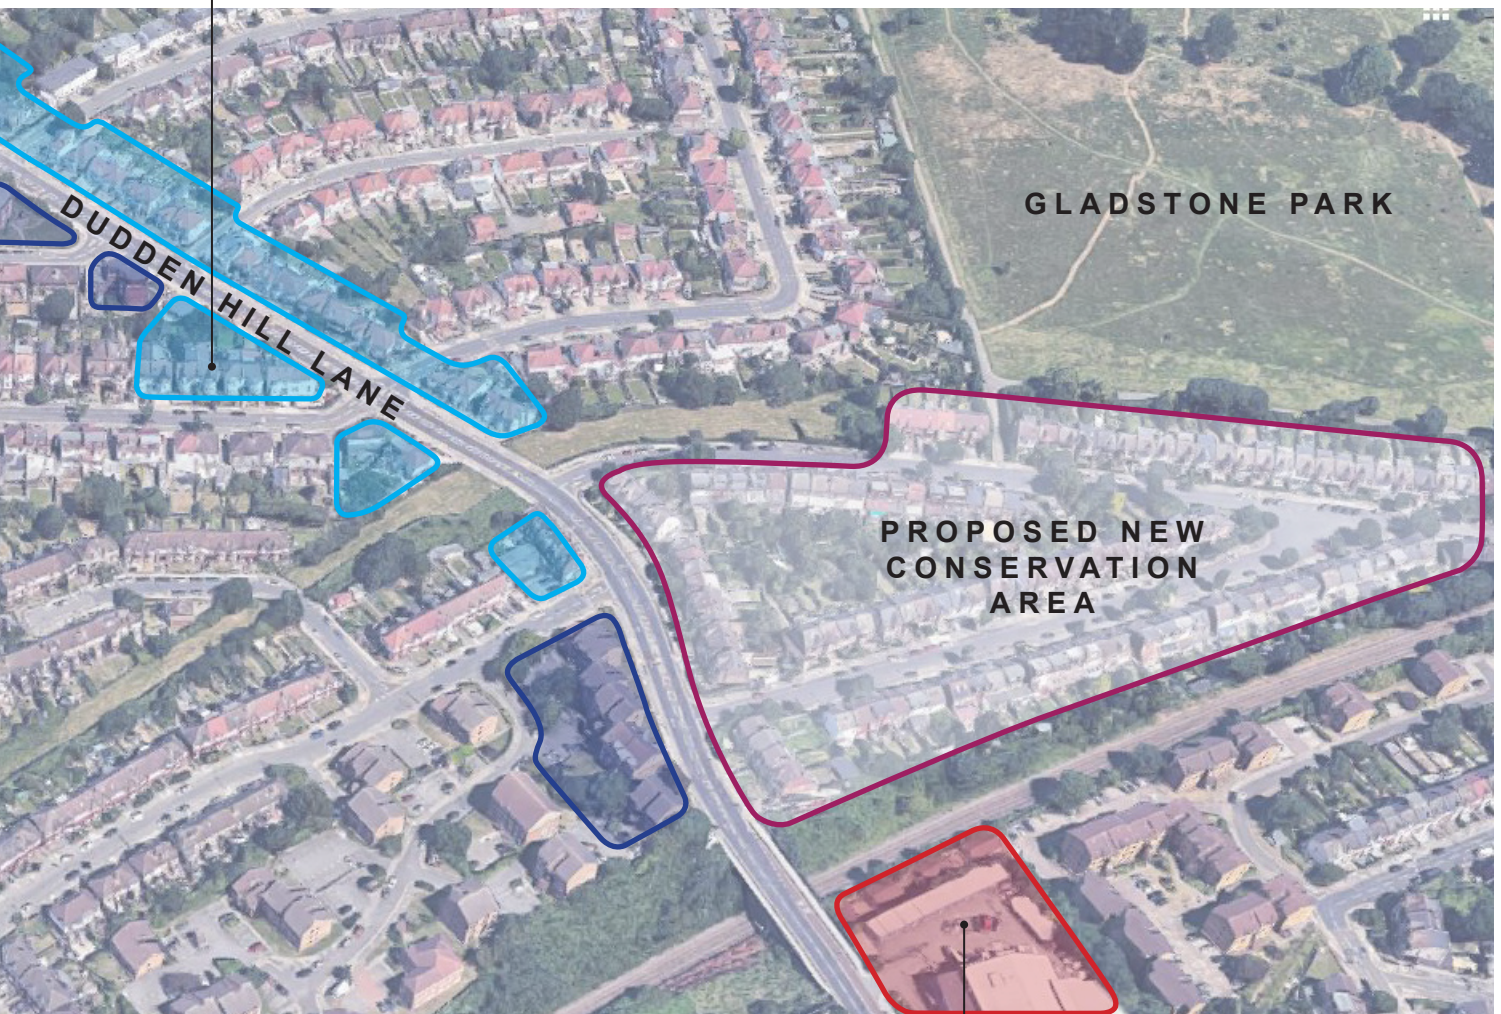 DUDDEN HILL LANE
GLADSTONE PARK
PROPOSED NEW
CONSERVATION
AREA